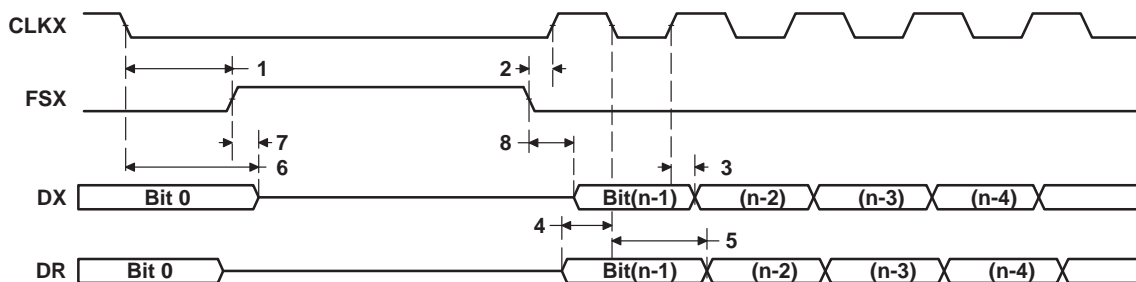 CLKX
1 2
FSX
7 8
6 3
DX Bit 0 Bit(n-1) (n-2) (n-3) (n-4)
4 5
DR Bit 0 Bit(n-1) (n-2) (n-3) (n-4)